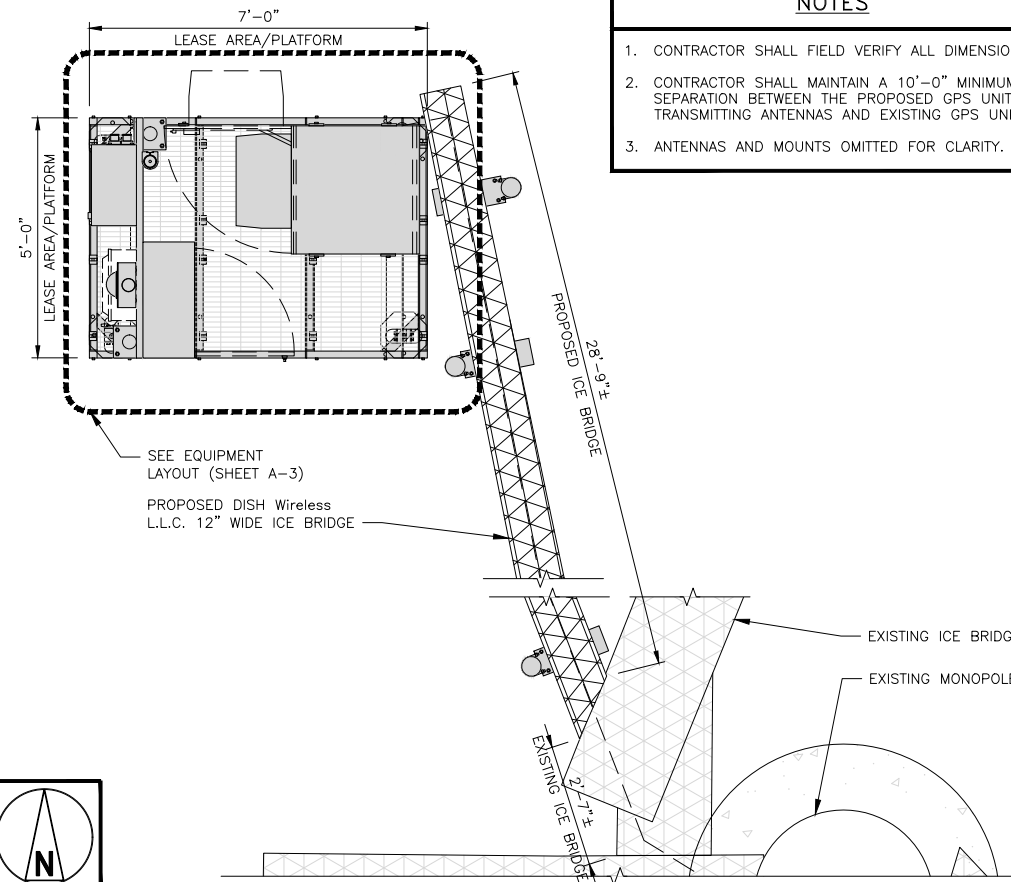 NOTES
1. CONTRACTOR SHALL FIELD VERIFY ALL DIMENSIO
2. CONTRACTOR SHALL MAINTAIN A 10'-0" MINIMUM
SEPARATION BETWEEN THE PROPOSED GPS UNIT
TRANSMITTING ANTENNAS AND EXISTING GPS UNI
3. ANTENNAS AND MOUNTS OMITTED FOR CLARITY.
7'-0"
LEASE AREA/PLATFORM
5'-0"
LEASE AREA/PLATFORM
28'-9"±
PROPOSED ICE BRIDGE
SEE EQUIPMENT
LAYOUT (SHEET A-3)
PROPOSED DISH Wireless
L.L.C. 12" WIDE ICE BRIDGE
EXISTING ICE BRIDG
EXISTING MONOPOLE
2'-7"±
EXISTING ICE BRIDGE
N